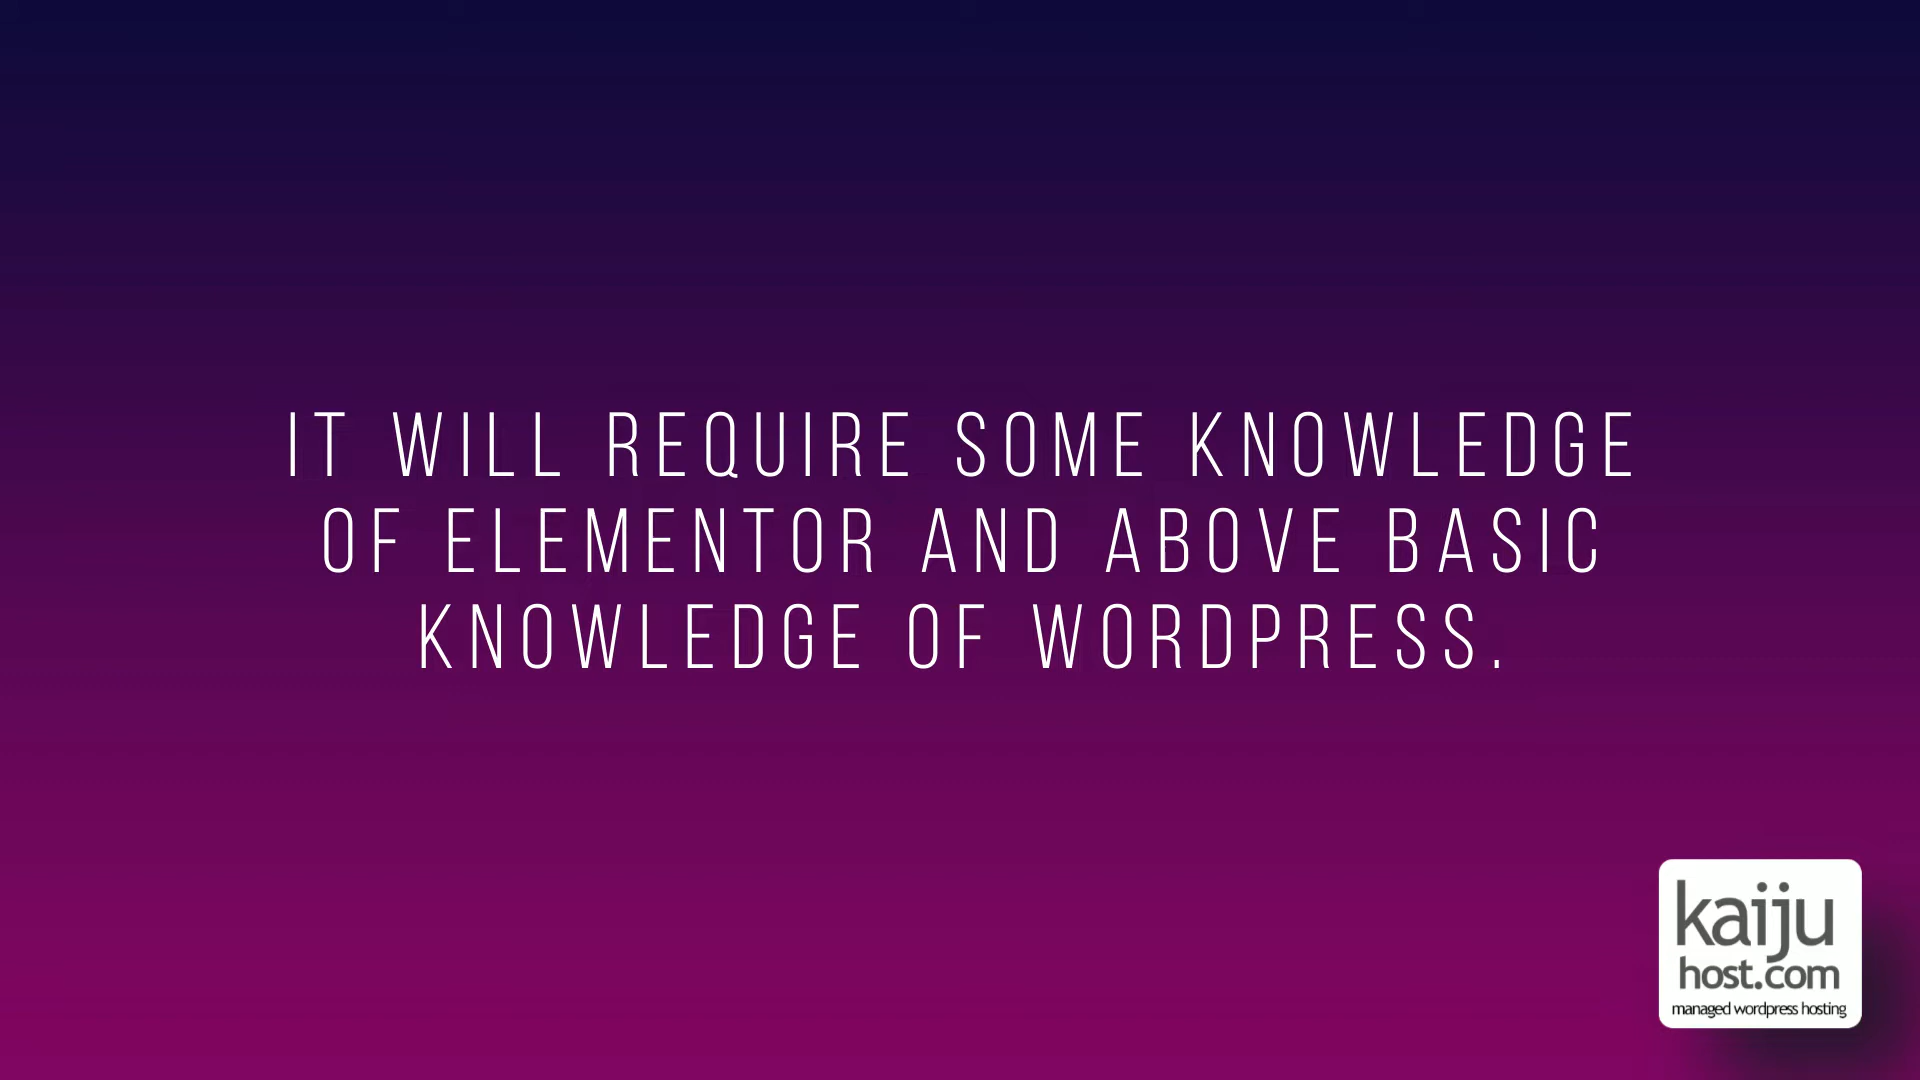 IT WILL REQUIRE SOME KNOWLEDGE
OF ELEMENTOR AND ABOVE BASIC
KNOWLEDGE OF WORDPRESS.
kaiju
host.com
managed wordpress hosting